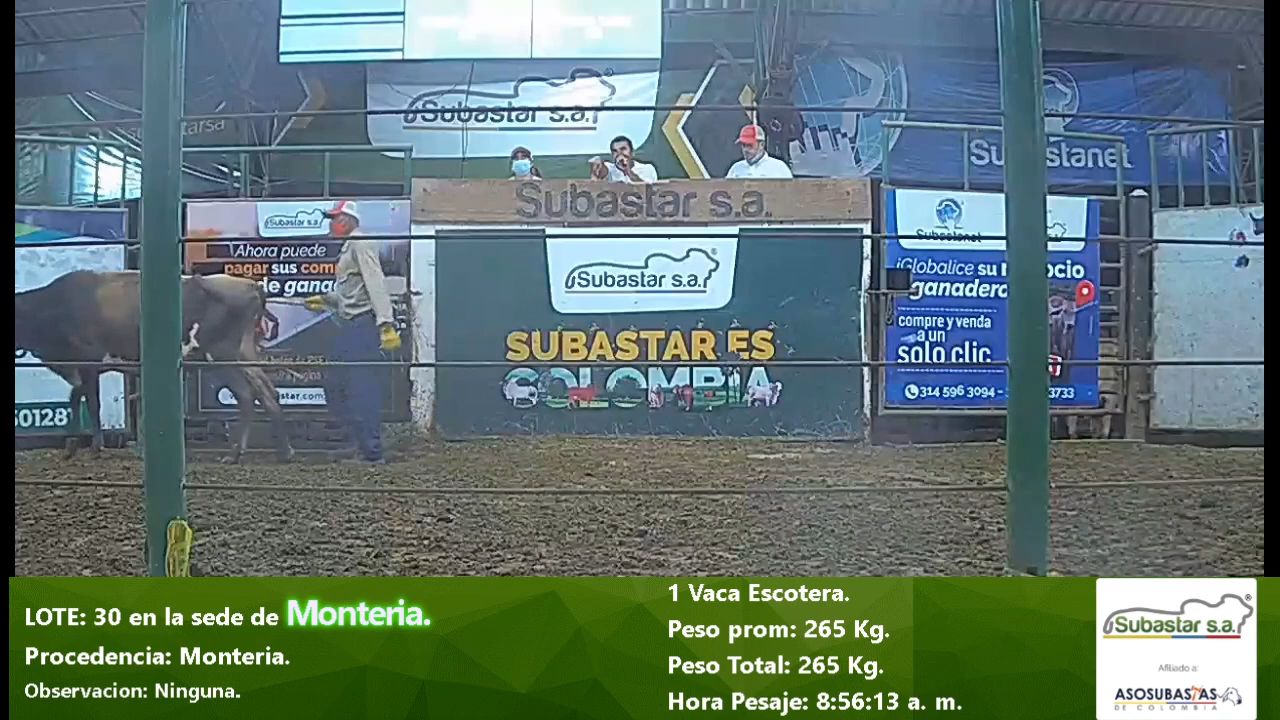 Subastar s.a.
Subastanet
Subastar s.a.
Subastar s.a.
Ahora puede
pagar sus com
de gana
Subastar s.a.
SUBASTAR ES
COLOMBIA
Subastanet
¡Globalice su negocio
ganadero
compre y venda
a un
solo clic
314 596 3094 -
3733
501281
LOTE: 30 en la sede de Monteria.
Procedencia: Monteria.
Observacion: Ninguna.
1 Vaca Escotera.
Peso prom: 265 Kg.
Peso Total: 265 Kg.
Hora Pesaje: 8:56:13 a. m.
Subastar s.a.
Afiliado a:
ASOSUBASTAS
DE COLOMBIA